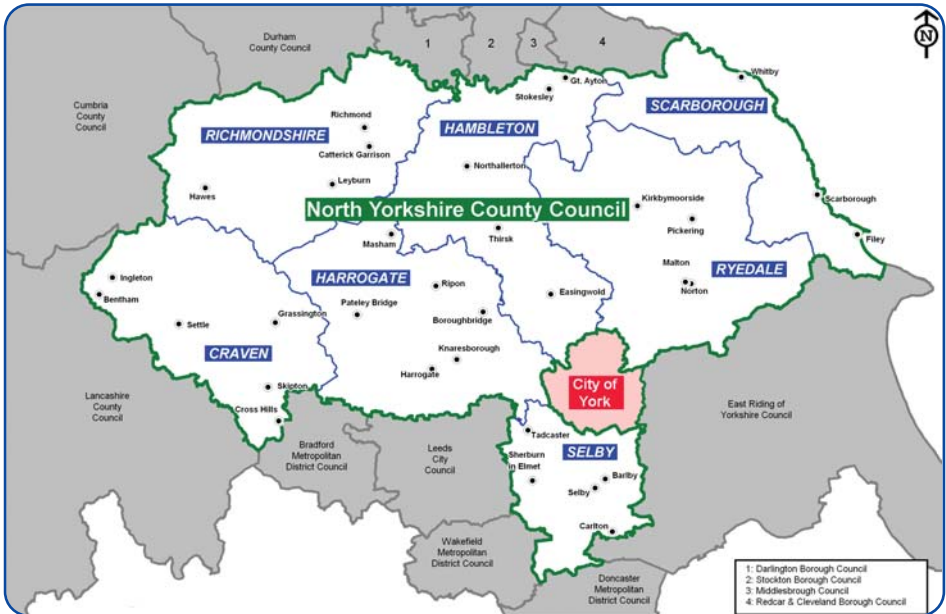 Durham
County Council
1
2
3
4
N
Cumbria
County
Council
Whitby
Gt. Ayton
Stokesley
SCARBOROUGH
Richmond
RICHMONDSHIRE
HAMBLETON
Catterick Garrison
Northallerton
Leyburn
Hawes
Kirkbymoorside
Scarborough
North Yorkshire County Council
Pickering
Thirsk
Masham
Filey
Malton
RYEDALE
Ingleton
HARROGATE
Ripon
Norton
Bentham
Easingwold
Pateley Bridge
Grassington
Boroughbridge
Settle
CRAVEN
Knaresborough
Harrogate
City of
York
Skipton
Lancashire
County
Council
Cross Hills
East Riding of
Yorkshire Council
Bradford
Metropolitan
District Council
Leeds
City
Council
Tadcaster
Sherburn
in Elmet
SELBY
Barlby
Selby
Carlton
Wakefield
Metropolitan
District Council
Doncaster
Metropolitan
District Council
1: Darlington Borough Council
2: Stockton Borough Council
3: Middlesbrough Council
4: Redcar & Cleveland Borough Council